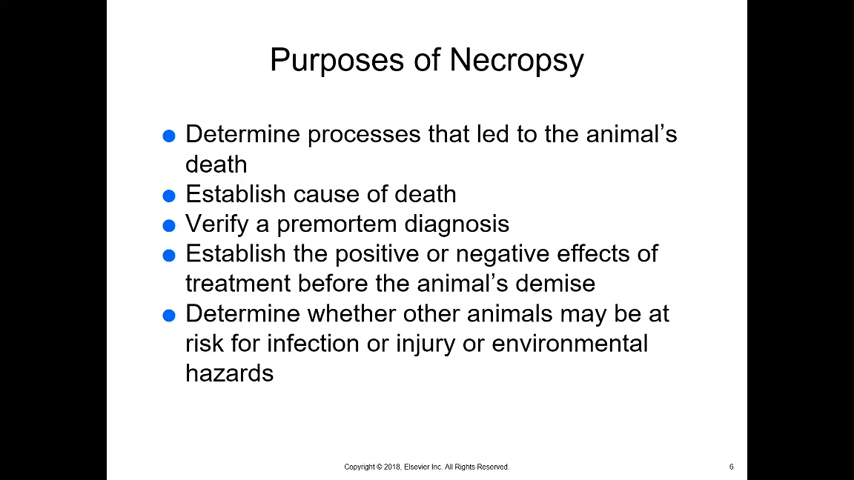 Purposes of Necropsy
Determine processes that led to the animal's
death
Establish cause of death
Verify a premortem diagnosis
Establish the positive or negative effects of
treatment before the animal's demise
Determine whether other animals may be at
risk for infection or injury or environmental
hazards
Copyright © 2018, Elsevier Inc. All Rights Reserved.
6